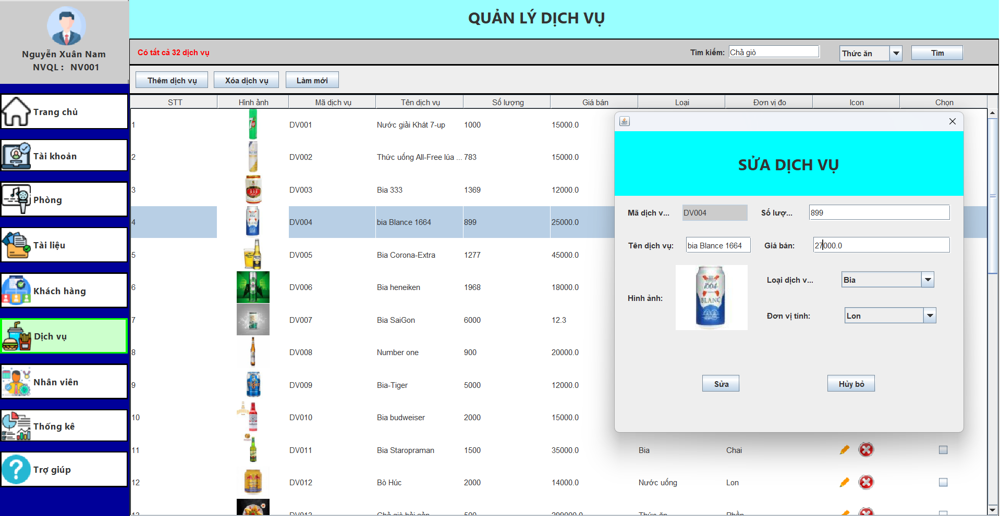 QUẢN LÝ DỊCH VỤ
Nguyễn Xuân Nam
NVQL : NV001
Có tất cả 32 dịch vụ
Tìm kiếm: Chả giò Thức ăn Tìm
Thêm dịch vụ Xóa dịch vụ Làm mới
Trang chủ
Tài khoản
Phòng
Tài liệu
Khách hàng
Dịch vụ
Nhân viên
Thống kê
Trợ giúp
STT Hình ảnh Mã dịch vụ Tên dịch vụ Số lượng Giá bán Loại Đơn vị đo Icon Chọn
1 DV001 Nước giải Khát 7-up 1000 15000.0
2 DV002 Thức uống All-Free lúa ... 783 15000.0
3 333 DV003 Bia 333 1369 12000.0
4 1664 BLANC DV004 bia Blance 1664 899 25000.0
5 DV005 Bia Corona-Extra 1277 45000.0
6 DV006 Bia heneiken 1968 18000.0
7 DV007 Bia SaiGon 6000 12.3
8 DV008 Number one 900 20000.0
9 DV009 Bia-Tiger 5000 12000.0
10 DV010 Bia budweiser 2000 15000.0
11 DV011 Bia Staropraman 1500 35000.0 Bia Chai
12 DV012 Bò Húc 2000 14000.0 Nước uống Lon
13 DV013 Chả giò hải sản 500 Thức ăn Phần
SỬA DỊCH VỤ
Mã dịch v... DV004 Số lượ... 899
Tên dịch vụ: bia Blance 1664 Giá bán: 27000.0
Hình ảnh: 1664 BLANC
Loại dịch v... Bia
Đơn vị tính: Lon
Sửa Hủy bỏ